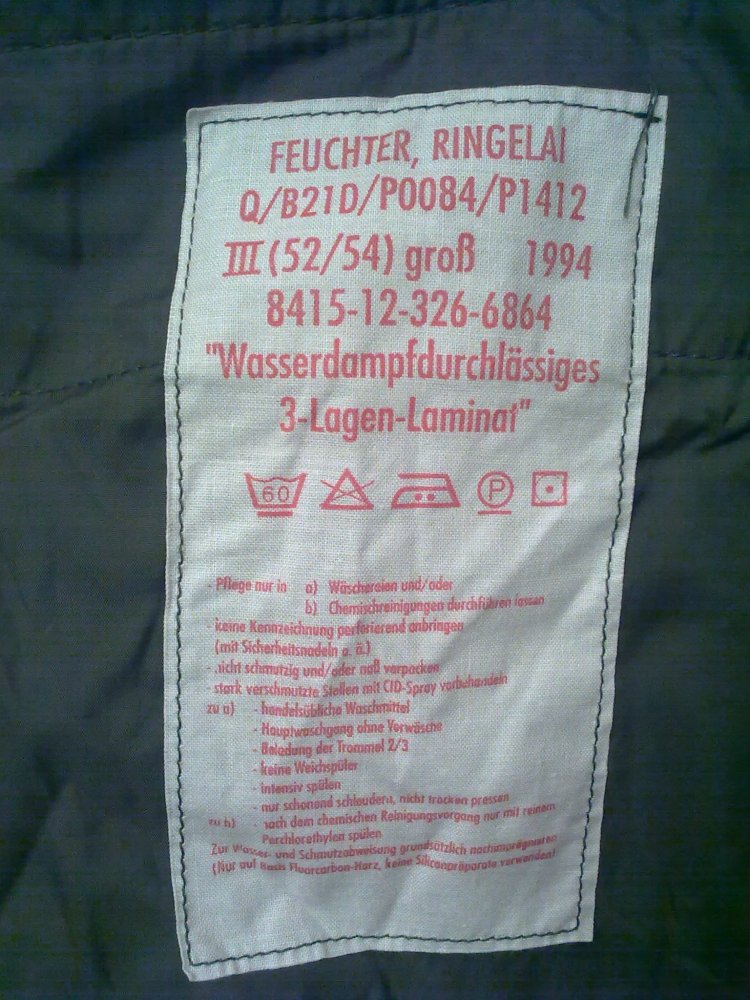 FEUCHTER, RINGELAI
Q/B21D/P0084/P1412
III (52/54) groß 1994
8415-12-326-6864
"Wasserdampfdurchlässiges
3-Lagen-Laminat"
60 P
- Pflege nur in a) Wäschereien und/oder
b) Chemischreinigungen durchführen lassen
- keine Kennzeichnung perforierend anbringen
(mit Sicherheitsnadeln o. ä.)
- nicht schmutzig und/oder naß verpacken
- stark verschmutzte Stellen mit CID-Spray vorbehandeln
zu a) - handelsübliche Waschmittel
- Hauptwaschgang ohne Vorwäsche
- Beladung der Trommel 2/3
- keine Weichspüler
- intensiv spülen
- nur schonend schleudern, nicht trocken pressen
zu b) - nach dem chemischen Reinigungsvorgang nur mit reinem
Perchlorethylen spülen
Zur Wasser- und Schmutzabweisung grundsätzlich nachimprägnieren
(Nur auf Basis Fluorcarbon-Harz, keine Siliconpräparate verwenden)